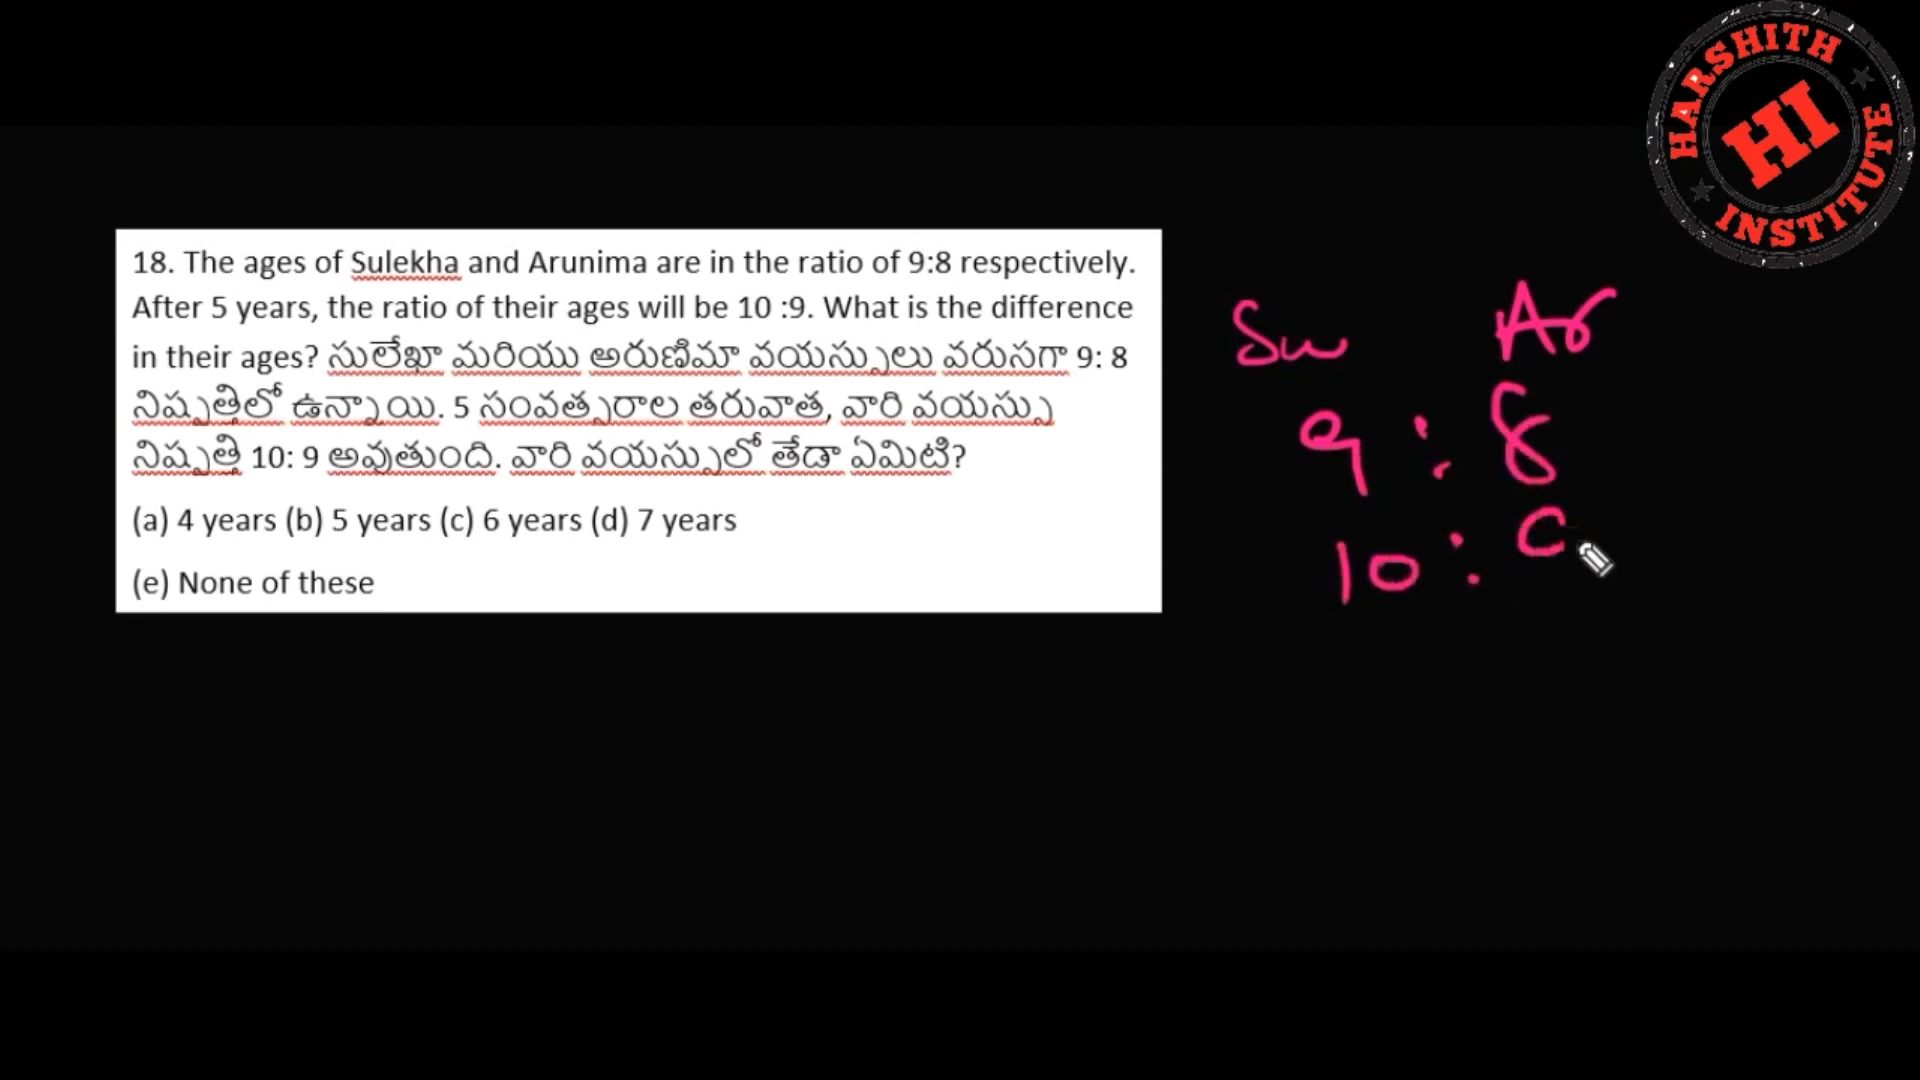 HARSHITH
HI
INSTITUTE
18. The ages of Sulekha and Arunima are in the ratio of 9:8 respectively.
After 5 years, the ratio of their ages will be 10 :9. What is the difference
in their ages? సులేఖా మరియు అరుణిమా వయస్సులు వరుసగా 9: 8
నిష్పత్తిలో ఉన్నాయి. 5 సంవత్సరాల తరువాత, వారి వయస్సు
నిష్పత్తి 10: 9 అవుతుంది. వారి వయస్సులో తేడా ఏమిటి?
(a) 4 years (b) 5 years (c) 6 years (d) 7 years
(e) None of these
Su Ar
9 : 8
10 :